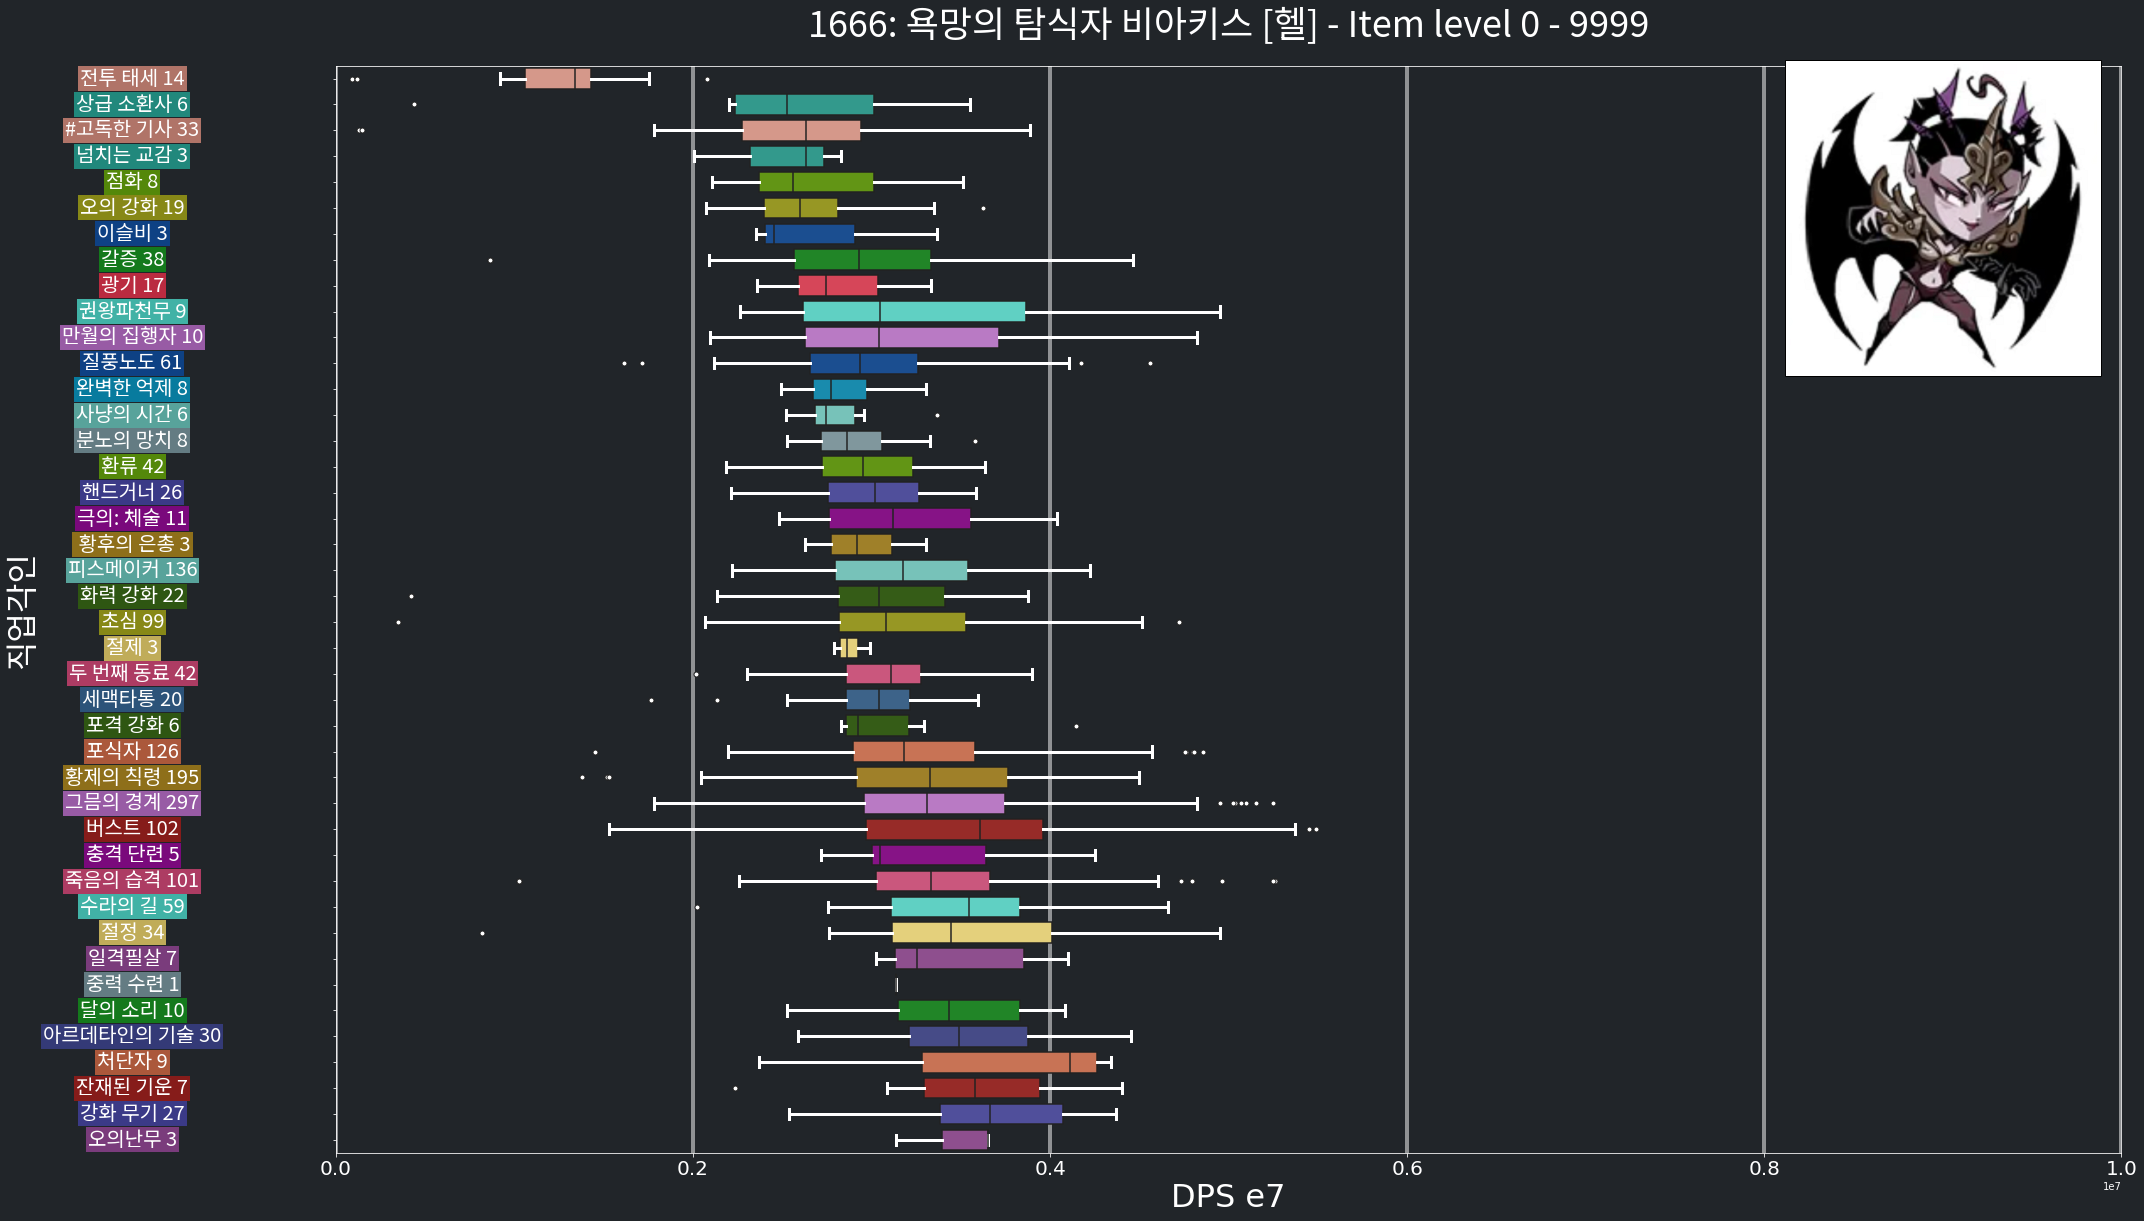 1666: 욕망의 탐식자 비아키스 [헬] - Item level 0 - 9999
전투 태세 14
상급 소환사 6
#고독한 기사 33
넘치는 교감 3
점화 8
오의 강화 19
이슬비 3
갈증 38
광기 17
권왕파천무 9
만월의 집행자 10
질풍노도 61
완벽한 억제 8
사냥의 시간 6
분노의 망치 8
환류 42
핸드거너 26
극의: 체술 11
황후의 은총 3
피스메이커 136
화력 강화 22
초심 99
절제 3
두 번째 동료 42
세맥타통 20
포격 강화 6
포식자 126
황제의 칙령 195
그믐의 경계 297
버스트 102
충격 단련 5
죽음의 습격 101
수라의 길 59
절정 34
일격필살 7
중력 수련 1
달의 소리 10
아르데타인의 기술 30
처단자 9
잔재된 기운 7
강화 무기 27
오의난무 3
직업각인
0.0 0.2 0.4 0.6 0.8 1.0
1e7
DPS e7